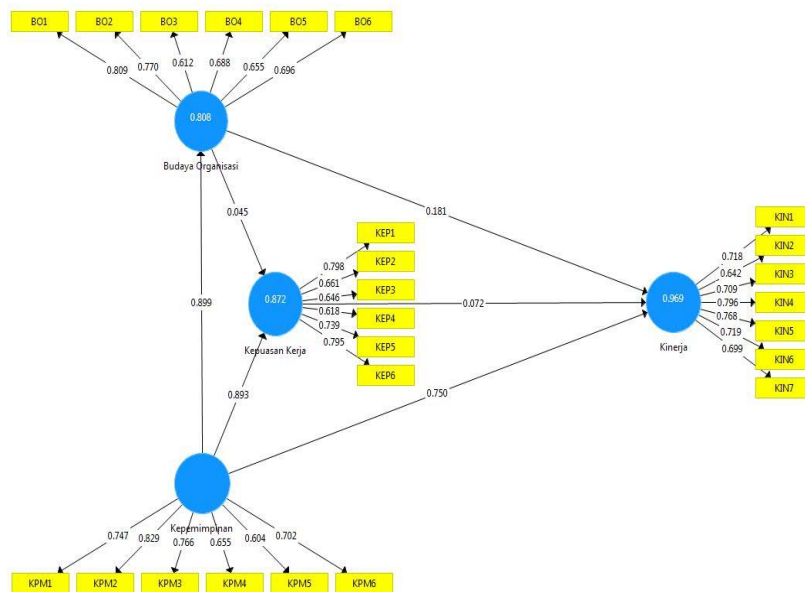 BO1 BO2 BO3 BO4 BO5 BO6
0.809 0.770 0.612 0.688 0.655 0.696
0.808
Budaya Organisasi
0.045
0.181
0.899
KEP1
KEP2
KEP3
KEP4
KEP5
KEP6
0.798
0.661
0.646
0.618
0.739
0.795
0.872
Kepuasan Kerja
0.072
0.893
0.750
KIN1
KIN2
KIN3
KIN4
KIN5
KIN6
KIN7
0.718
0.642
0.709
0.796
0.768
0.719
0.699
0.969
Kinerja
Kepemimpinan
0.747 0.829 0.766 0.655 0.604 0.702
KPM1 KPM2 KPM3 KPM4 KPM5 KPM6